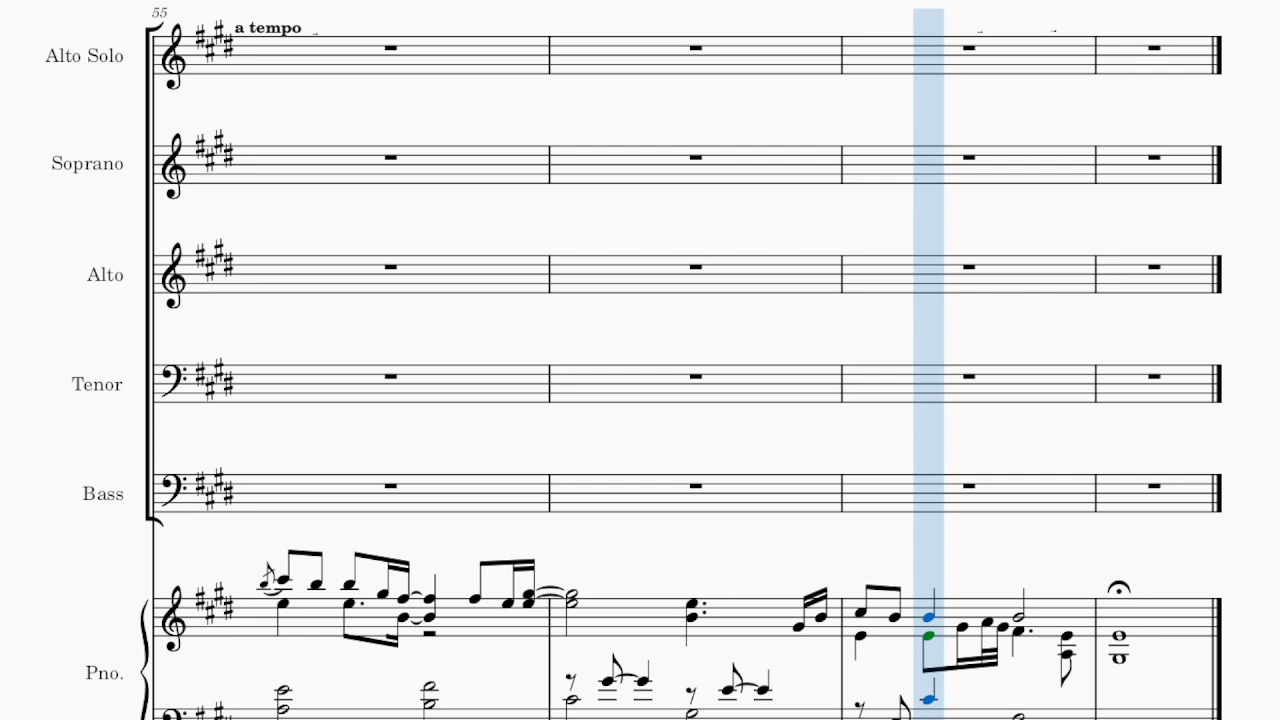 55
a tempo
Alto Solo
Soprano
Alto
Tenor
Bass
Pno.